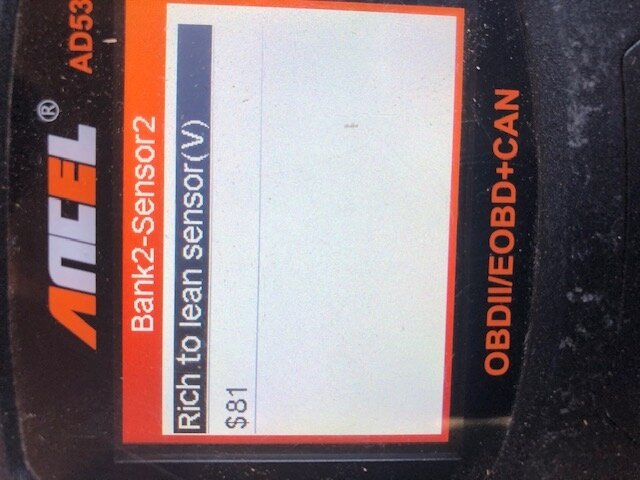 ANCEL® AD53
Bank2-Sensor2
Rich to lean sensor(V)
$81
OBDII/EOBD+CAN